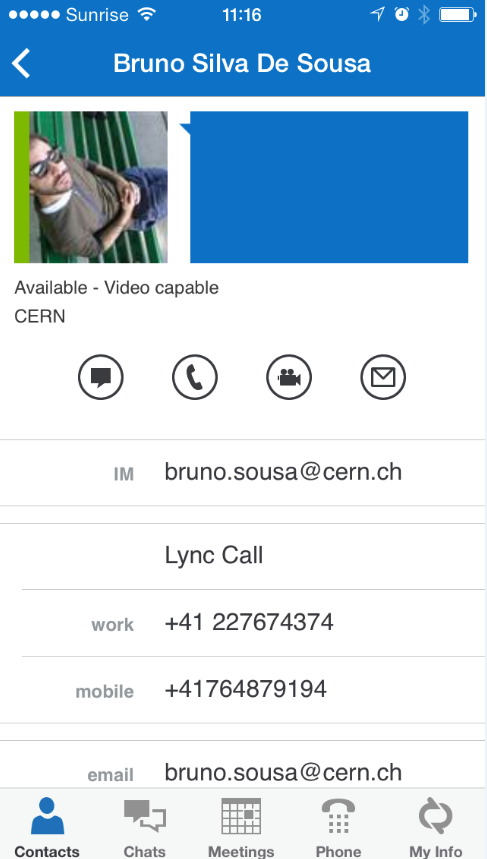 Sunrise 11:16
Bruno Silva De Sousa
Available - Video capable
CERN
IM bruno.sousa@cern.ch
Lync Call
work +41 227674374
mobile +41764879194
email bruno.sousa@cern.ch
Contacts Chats Meetings Phone My Info